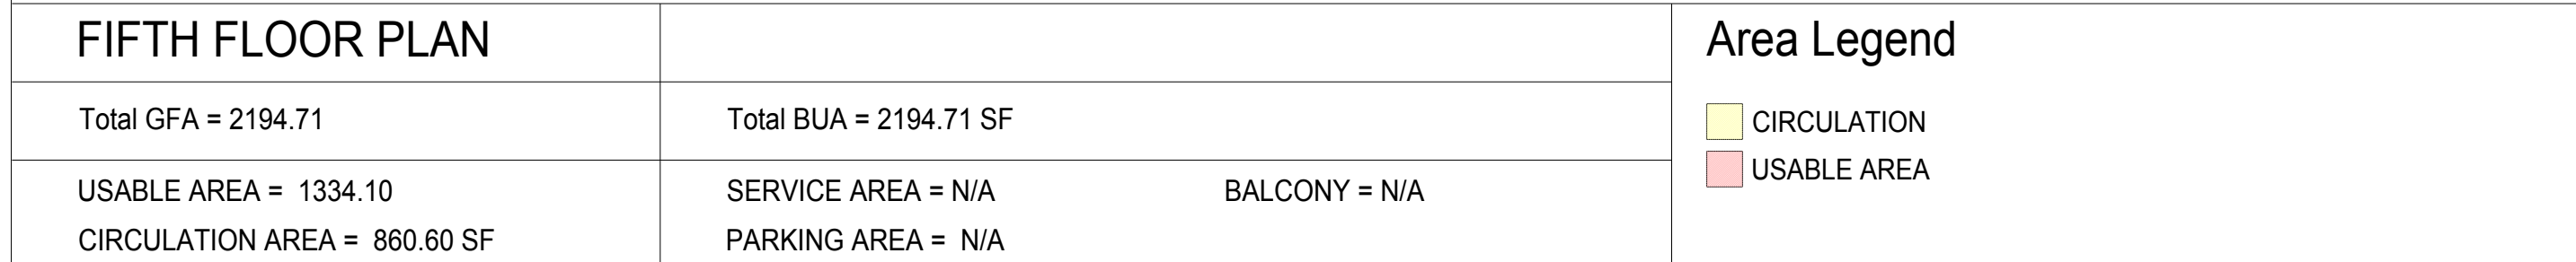 FIFTH FLOOR PLAN
Total GFA = 2194.71
Total BUA = 2194.71 SF
USABLE AREA = 1334.10
SERVICE AREA = N/A
BALCONY = N/A
CIRCULATION AREA = 860.60 SF
PARKING AREA = N/A
Area Legend
CIRCULATION
USABLE AREA